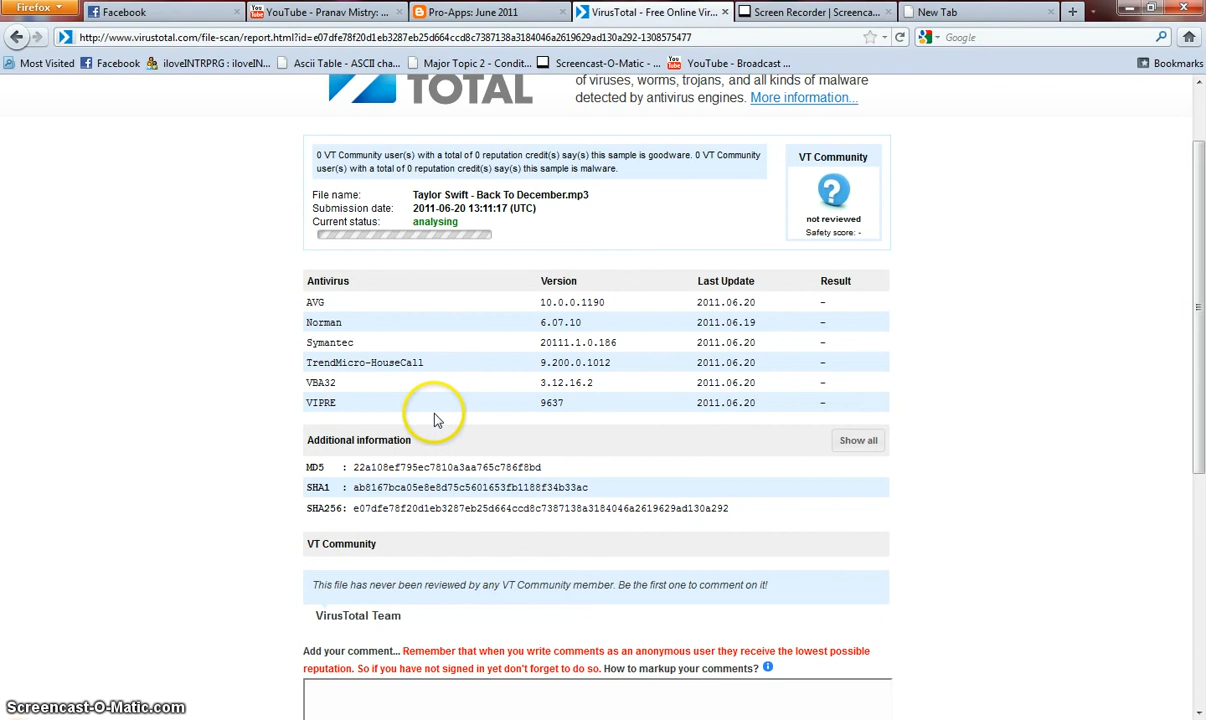 Firefox
Facebook
YouTube - Pranav Mistry: ...
Pro-Apps: June 2011
VirusTotal - Free Online Vir...
Screen Recorder | Screenca...
New Tab
http://www.virustotal.com/file-scan/report.html?id=e07dfe78f20d1eb3287eb25d664ccd8c7387138a3184046a2619629ad130a292-1308575477
Google
Most Visited
Facebook
iloveINTRPRG : iloveIN...
Ascii Table - ASCII cha...
Major Topic 2 - Condit...
Screencast-O-Matic - ...
YouTube - Broadcast ...
Bookmarks
TOTAL
of viruses, worms, trojans, and all kinds of malware
detected by antivirus engines. More information...
0 VT Community user(s) with a total of 0 reputation credit(s) say(s) this sample is goodware. 0 VT Community
user(s) with a total of 0 reputation credit(s) say(s) this sample is malware.
VT Community
not reviewed
Safety score: -
File name: Taylor Swift - Back To December.mp3
Submission date: 2011-06-20 13:11:17 (UTC)
Current status: analysing
Antivirus Version Last Update Result
AVG 10.0.0.1190 2011.06.20 -
Norman 6.07.10 2011.06.19 -
Symantec 20111.1.0.186 2011.06.20 -
TrendMicro-HouseCall 9.200.0.1012 2011.06.20 -
VBA32 3.12.16.2 2011.06.20 -
VIPRE 9637 2011.06.20 -
Additional information Show all
MD5 : 22a108ef795ec7810a3aa765c786f8bd
SHA1 : ab8167bca05e8e8d75c5601653fb1188f34b33ac
SHA256: e07dfe78f20d1eb3287eb25d664ccd8c7387138a3184046a2619629ad130a292
VT Community
This file has never been reviewed by any VT Community member. Be the first one to comment on it!
VirusTotal Team
Add your comment... Remember that when you write comments as an anonymous user they receive the lowest possible
reputation. So if you have not signed in yet don't forget to do so. How to markup your comments?
Screencast-O-Matic.com